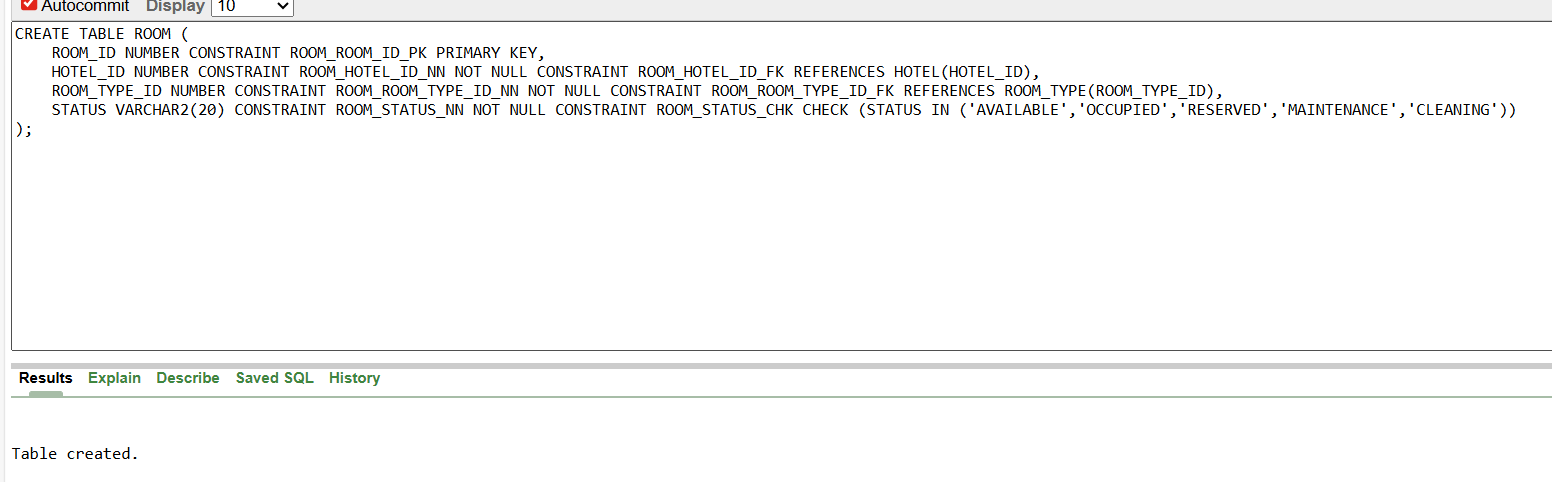 Autocommit Display 10
CREATE TABLE ROOM (
    ROOM_ID NUMBER CONSTRAINT ROOM_ROOM_ID_PK PRIMARY KEY,
    HOTEL_ID NUMBER CONSTRAINT ROOM_HOTEL_ID_NN NOT NULL CONSTRAINT ROOM_HOTEL_ID_FK REFERENCES HOTEL(HOTEL_ID),
    ROOM_TYPE_ID NUMBER CONSTRAINT ROOM_ROOM_TYPE_ID_NN NOT NULL CONSTRAINT ROOM_ROOM_TYPE_ID_FK REFERENCES ROOM_TYPE(ROOM_TYPE_ID),
    STATUS VARCHAR2(20) CONSTRAINT ROOM_STATUS_NN NOT NULL CONSTRAINT ROOM_STATUS_CHK CHECK (STATUS IN ('AVAILABLE','OCCUPIED','RESERVED','MAINTENANCE','CLEANING'))
);
Results Explain Describe Saved SQL History
Table created.